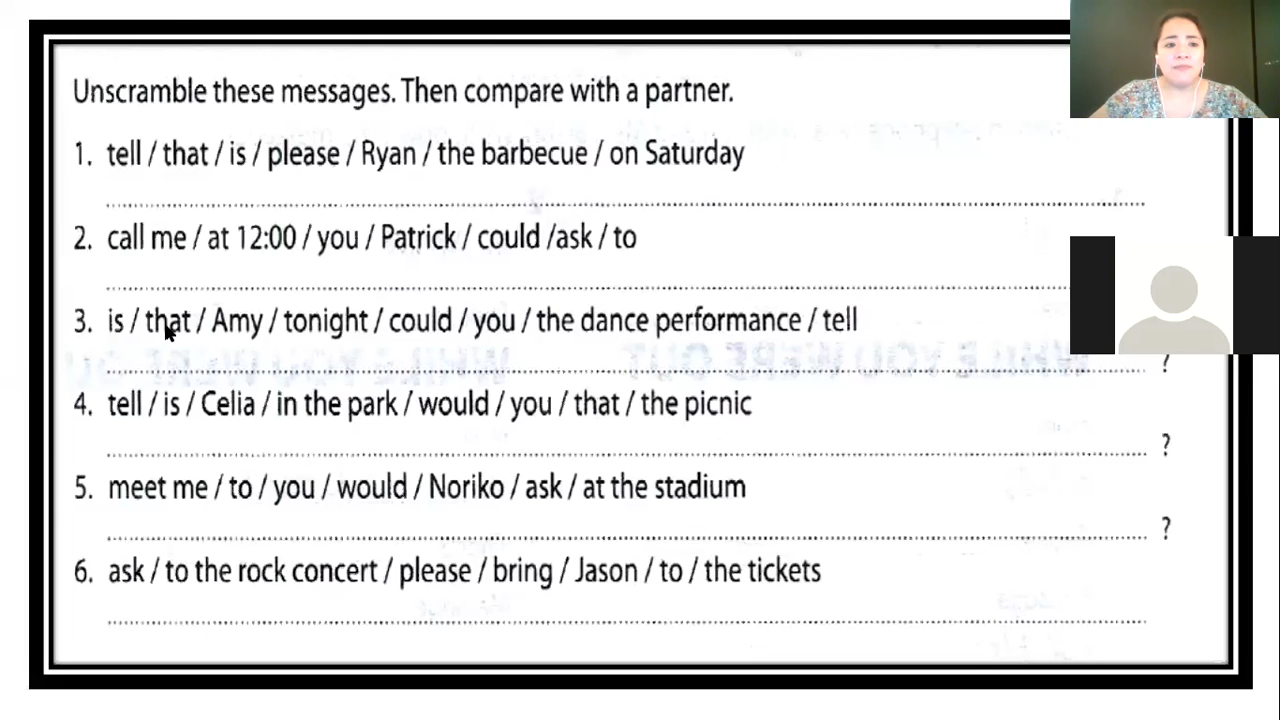 Unscramble these messages. Then compare with a partner.
1. tell / that / is / please / Ryan / the barbecue / on Saturday
2. call me / at 12:00 / you / Patrick / could /ask / to
3. is / that / Amy / tonight / could / you / the dance performance / tell
?
4. tell / is / Celia / in the park / would / you / that / the picnic
?
5. meet me / to / you / would / Noriko / ask / at the stadium
?
6. ask / to the rock concert / please / bring / Jason / to / the tickets